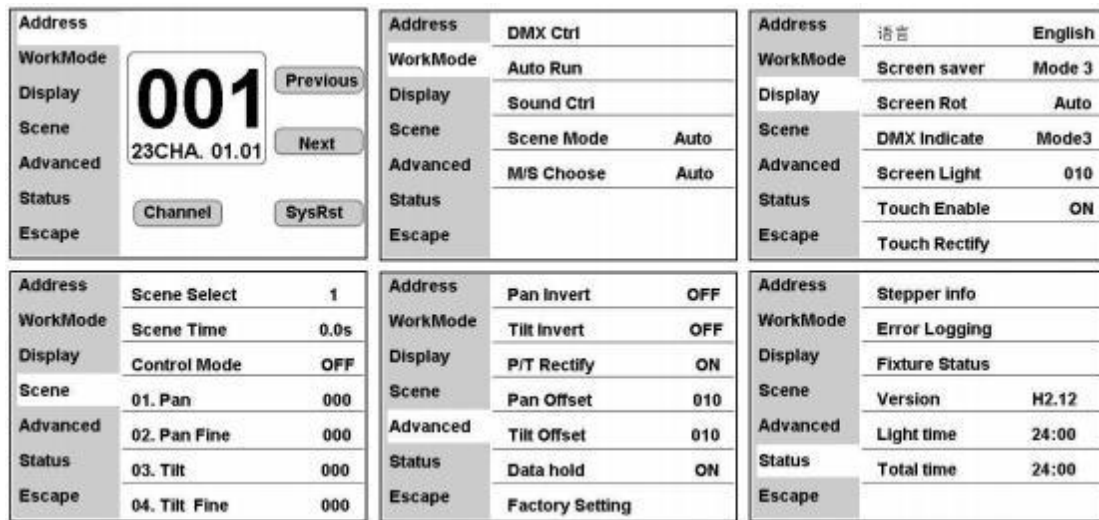 Address
WorkMode
Display
Scene
Advanced
Status
Escape
001
23CHA. 01.01
Previous
Next
Channel
SysRst
Address
WorkMode
Display
Scene
Advanced
Status
Escape
DMX Ctrl
Auto Run
Sound Ctrl
Scene Mode Auto
M/S Choose Auto
Address
WorkMode
Display
Scene
Advanced
Status
Escape
语言 English
Screen saver Mode 3
Screen Rot Auto
DMX Indicate Mode3
Screen Light 010
Touch Enable ON
Touch Rectify
Address
WorkMode
Display
Scene
Advanced
Status
Escape
Scene Select 1
Scene Time 0.0s
Control Mode OFF
01. Pan 000
02. Pan Fine 000
03. Tilt 000
04. Tilt Fine 000
Address
WorkMode
Display
Scene
Advanced
Status
Escape
Pan Invert OFF
Tilt Invert OFF
P/T Rectify ON
Pan Offset 010
Tilt Offset 010
Data hold ON
Factory Setting
Address
WorkMode
Display
Scene
Advanced
Status
Escape
Stepper info
Error Logging
Fixture Status
Version H2.12
Light time 24:00
Total time 24:00